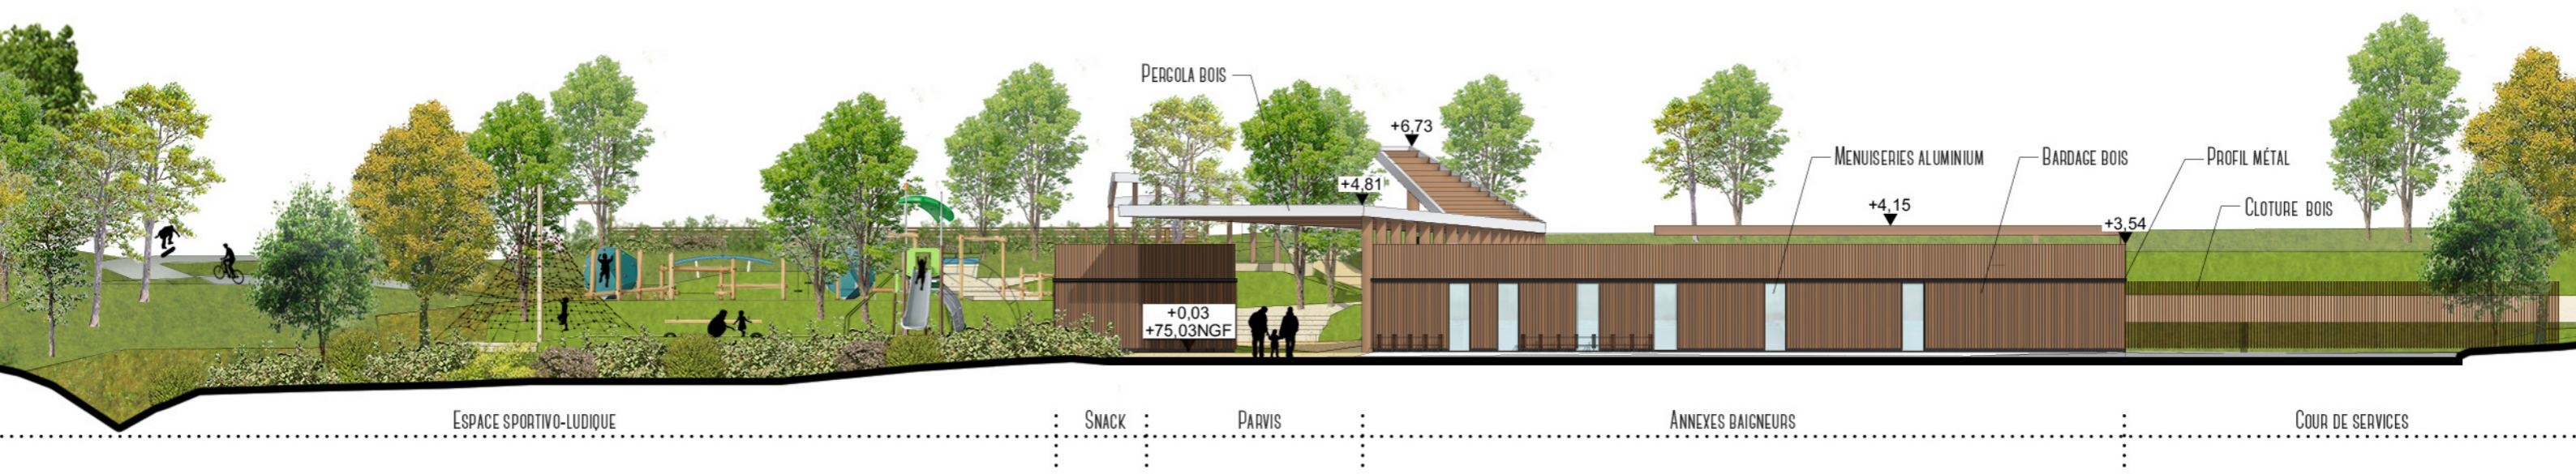 PERGOLA BOIS
+6,73
+4,81
MENUISERIES ALUMINIUM
BARDAGE BOIS
PROFIL MÉTAL
+4,15
+3,54
CLOTURE BOIS
+0,03
+75,03NGF
ESPACE SPORTIVO-LUDIQUE
SNACK
PARVIS
ANNEXES BAIGNEURS
COUR DE SERVICES